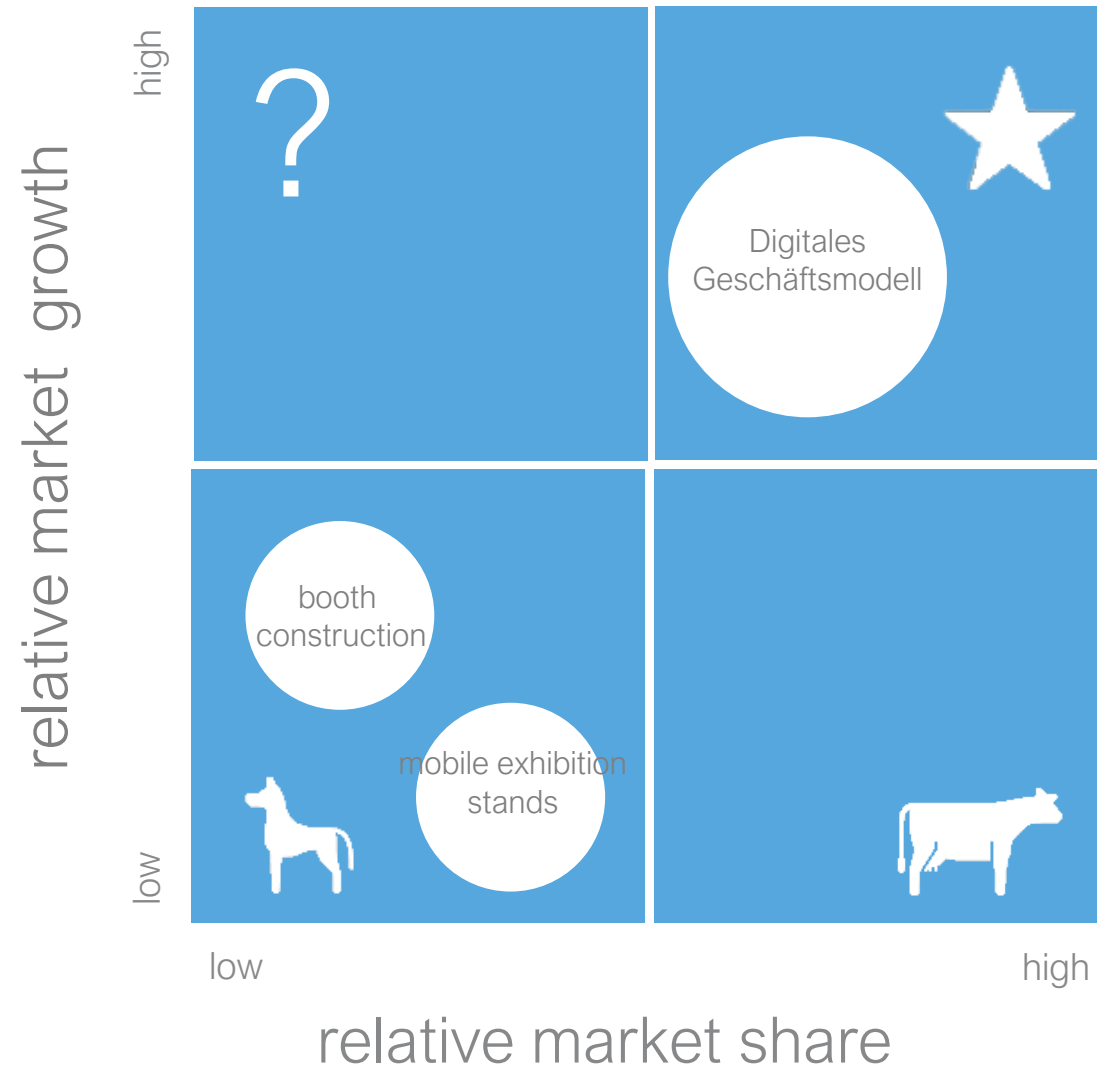 high
relative market growth
low
?
Digitales
Geschäftsmodell
booth
construction
mobile exhibition
stands
low
high
relative market share